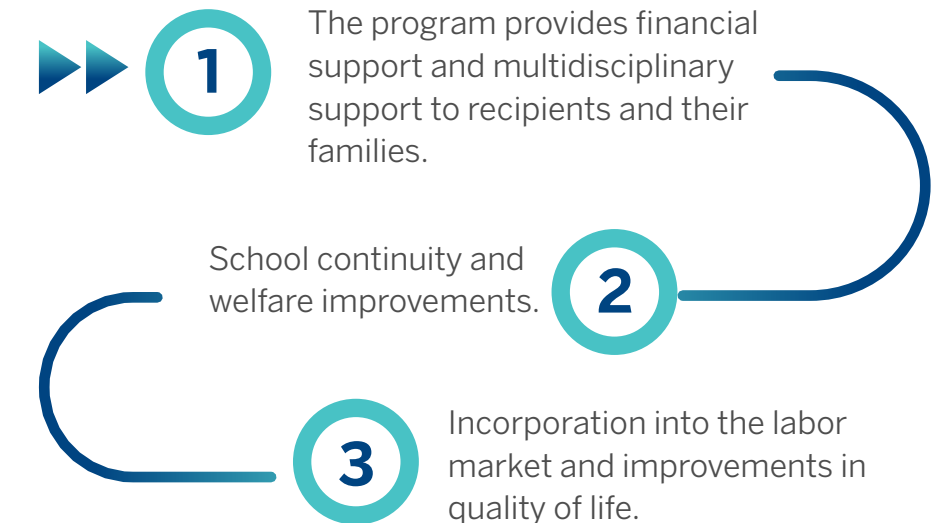 1
The program provides financial
support and multidisciplinary
support to recipients and their
families.
School continuity and
welfare improvements.
2
3
Incorporation into the labor
market and improvements in
quality of life.